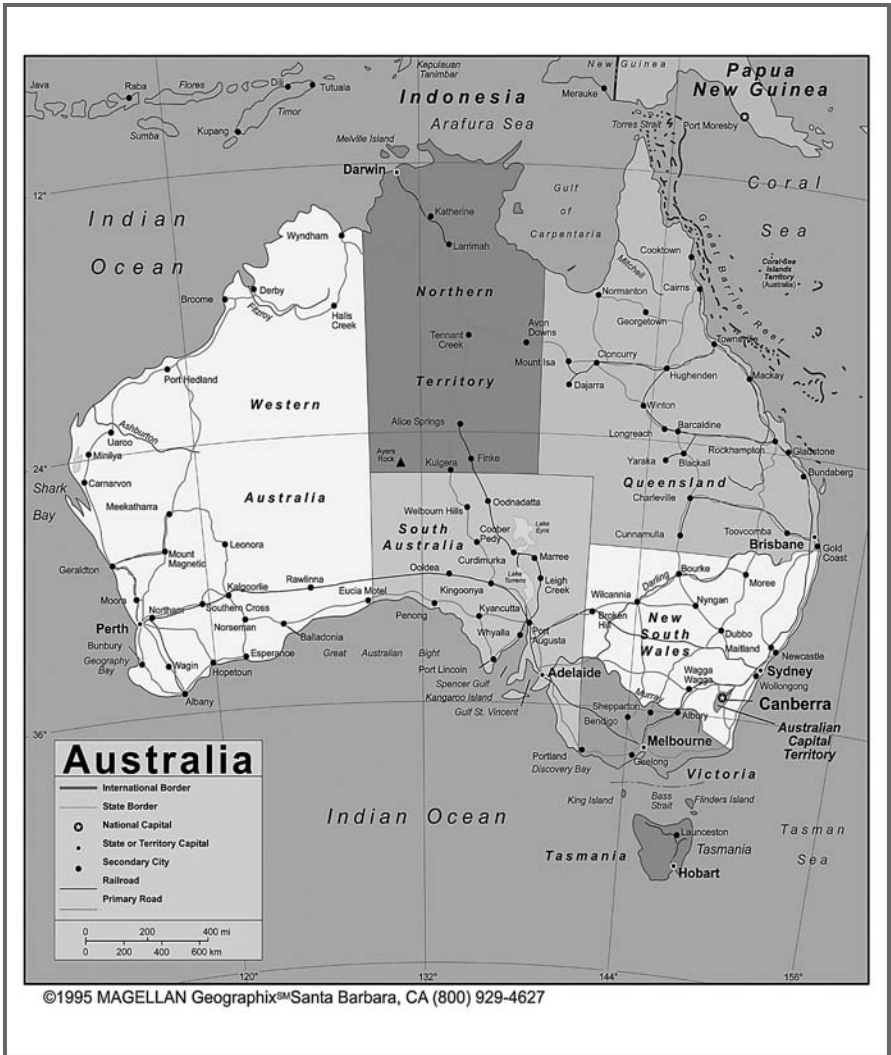 Java
Raba
Flores
Dili
Tutuala
Kepulauan
Tanimbar
New Guinea
Papua
New Guinea
Merauke
Indonesia
Sumba
Kupang
Timor
Arafura Sea
Torres Strait
Port Moresby
Melville Island
Darwin
12°
Indian
Ocean
Katherine
Larrimah
Gulf
of
Carpentaria
Coral
Sea
Wyndham
Cooktown
Mitchell
Great Barrier Reef
Coral Sea
Islands
Territory
(Australia)
Broome
Derby
Fitzroy
Halls
Creek
Northern
Territory
Normanton
Cairns
Georgetown
Tennant
Creek
Avon
Downs
Townsville
Mount Isa
Cloncurry
Dajarra
Hughenden
Mackay
Port Hedland
Western
Australia
Winton
Alice Springs
Longreach
Barcaldine
Rockhampton
Gladstone
Ashburton
Uaroo
Minilya
Ayers
Rock
Kulgera
Finke
Yaraka
Blackall
Bundaberg
24°
Shark
Bay
Carnarvon
Queensland
Charleville
Meekatharra
Welbourn Hills
Oodnadatta
South
Australia
Coober
Pedy
Lake
Eyre
Cunnamulla
Toovoomba
Brisbane
Gold
Coast
Mount
Magnetic
Leonora
Curdimurka
Marree
Geraldton
Kalgoorlie
Rawlinna
Ooldea
Lake
Torrens
Leigh
Creek
Bourke
Darling
Moree
Eucia Motel
Kingoonya
Wilcannia
Nyngan
Moora
Northam
Southern Cross
Penong
Kyancutta
Broken
Hill
New
South
Wales
Perth
Norseman
Balladonia
Whyalla
Port
Augusta
Dubbo
Maitland
Newcastle
Bunbury
Geography
Bay
Wagin
Hopetoun
Esperance
Great Australian Bight
Port Lincoln
Adelaide
Wagga
Wagga
Sydney
Wollongong
Albany
Spencer Gulf
Kangaroo Island
Gulf St. Vincent
Murray
Shepparton
Bendigo
Albury
Canberra
Australian
Capital
Territory
36°
Melbourne
Portland
Discovery Bay
Geelong
Victoria
King Island
Bass
Strait
Flinders Island
Indian Ocean
Tasman
Sea
Launceston
Tasmania
Tasmania
Hobart
Australia
International Border
State Border
National Capital
State or Territory Capital
Secondary City
Railroad
Primary Road
0 200 400 mi
0 200 400 600 km
120°
132°
144°
156°
©1995 MAGELLAN Geographix℠Santa Barbara, CA (800) 929-4627